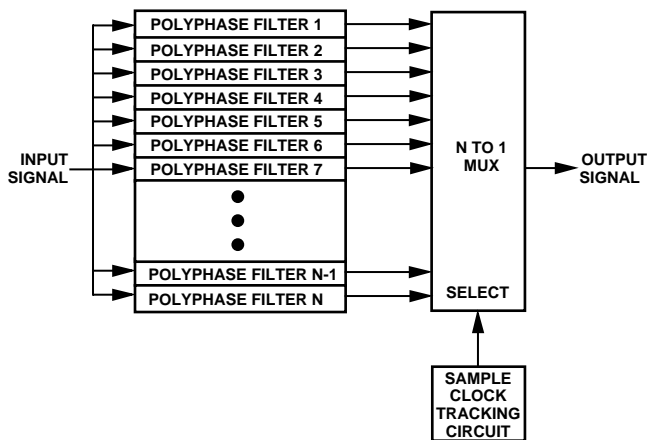 POLYPHASE FILTER 1
POLYPHASE FILTER 2
POLYPHASE FILTER 3
POLYPHASE FILTER 4
POLYPHASE FILTER 5
POLYPHASE FILTER 6
POLYPHASE FILTER 7
POLYPHASE FILTER N-1
POLYPHASE FILTER N
INPUT
SIGNAL
N TO 1
MUX
SELECT
OUTPUT
SIGNAL
SAMPLE
CLOCK
TRACKING
CIRCUIT